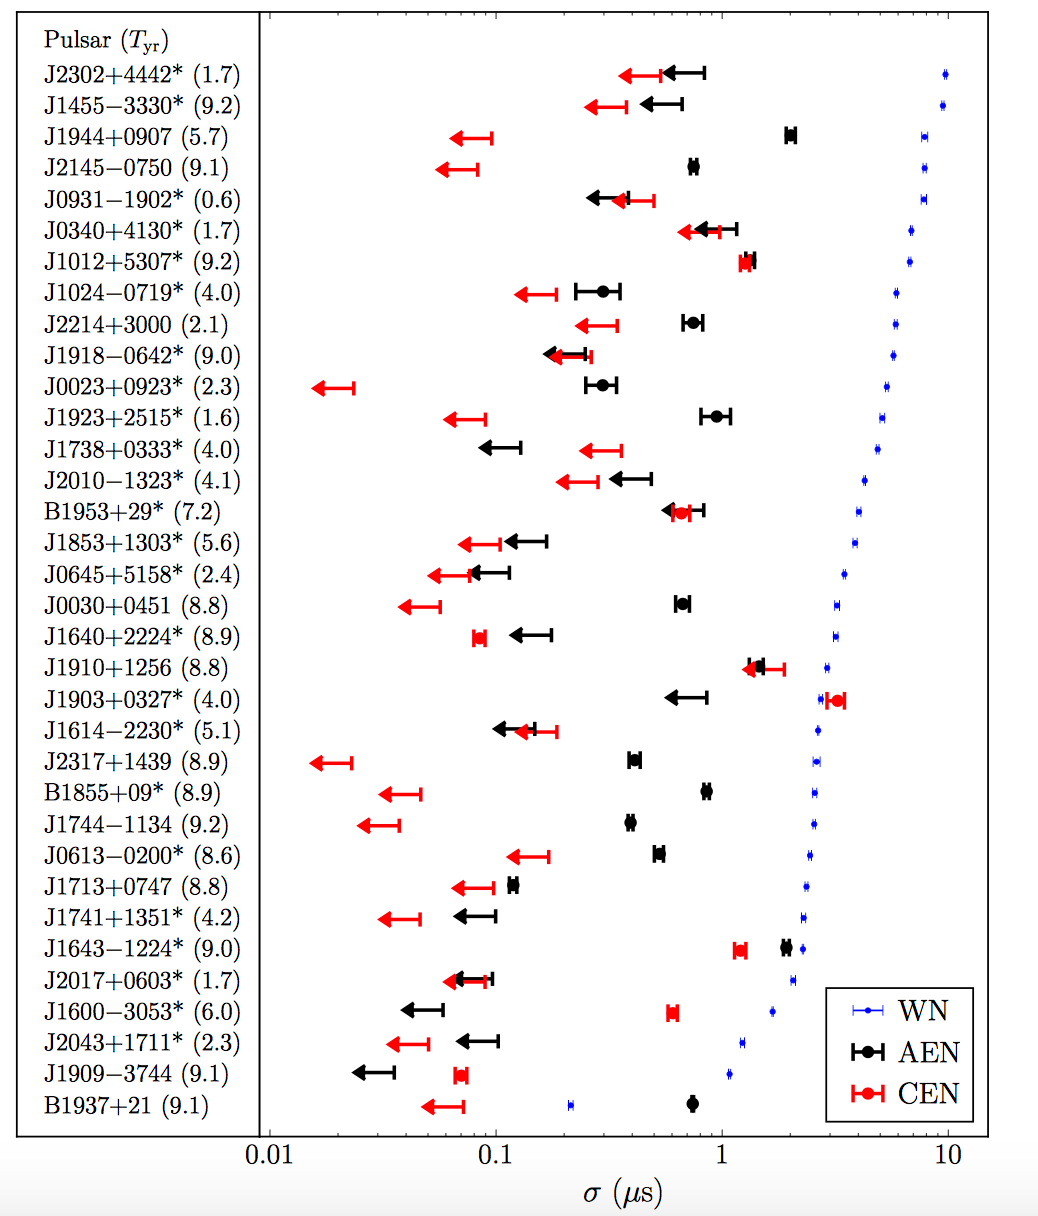 Pulsar (Tyr)
J2302+4442* (1.7)
J1455−3330* (9.2)
J1944+0907 (5.7)
J2145−0750 (9.1)
J0931−1902* (0.6)
J0340+4130* (1.7)
J1012+5307* (9.2)
J1024−0719* (4.0)
J2214+3000 (2.1)
J1918−0642* (9.0)
J0023+0923* (2.3)
J1923+2515* (1.6)
J1738+0333* (4.0)
J2010−1323* (4.1)
B1953+29* (7.2)
J1853+1303* (5.6)
J0645+5158* (2.4)
J0030+0451 (8.8)
J1640+2224* (8.9)
J1910+1256 (8.8)
J1903+0327* (4.0)
J1614−2230* (5.1)
J2317+1439 (8.9)
B1855+09* (8.9)
J1744−1134 (9.2)
J0613−0200* (8.6)
J1713+0747 (8.8)
J1741+1351* (4.2)
J1643−1224* (9.0)
J2017+0603* (1.7)
J1600−3053* (6.0)
J2043+1711* (2.3)
J1909−3744 (9.1)
B1937+21 (9.1)
WN
AEN
CEN
0.01 0.1 1 10
σ (μs)